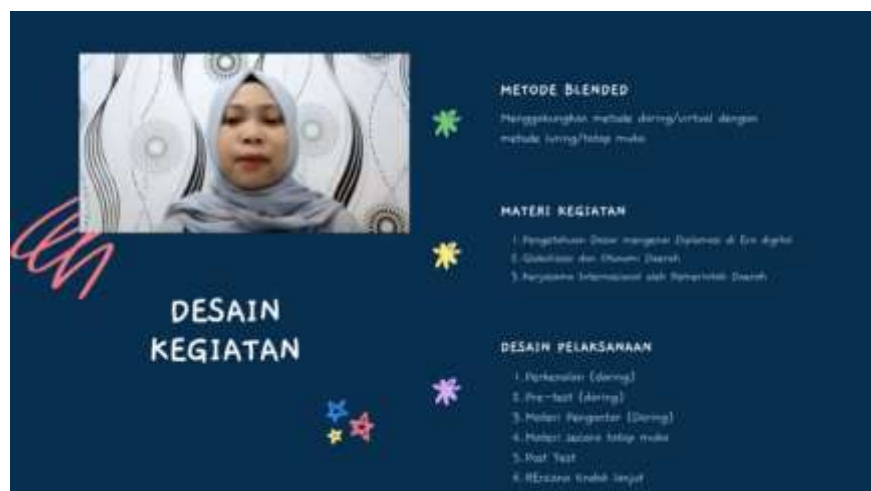 DESAIN
KEGIATAN
METODE BLENDED
Menggabungkan metode daring/virtual dengan
metode luring/tatap muka
MATERI KEGIATAN
1. Pengetahuan Dasar mengenai Diplomasi di Era digital
2. Globalisasi dan Otonomi Daerah
3. Kerjasama Internasional oleh Pemerintah Daerah
DESAIN PELAKSANAAN
1. Perkenalan (daring)
2. Pre-test (daring)
3. Materi Pengantar (Daring)
4. Materi secara tatap muka
5. Post Test
6. REncana tindak lanjut